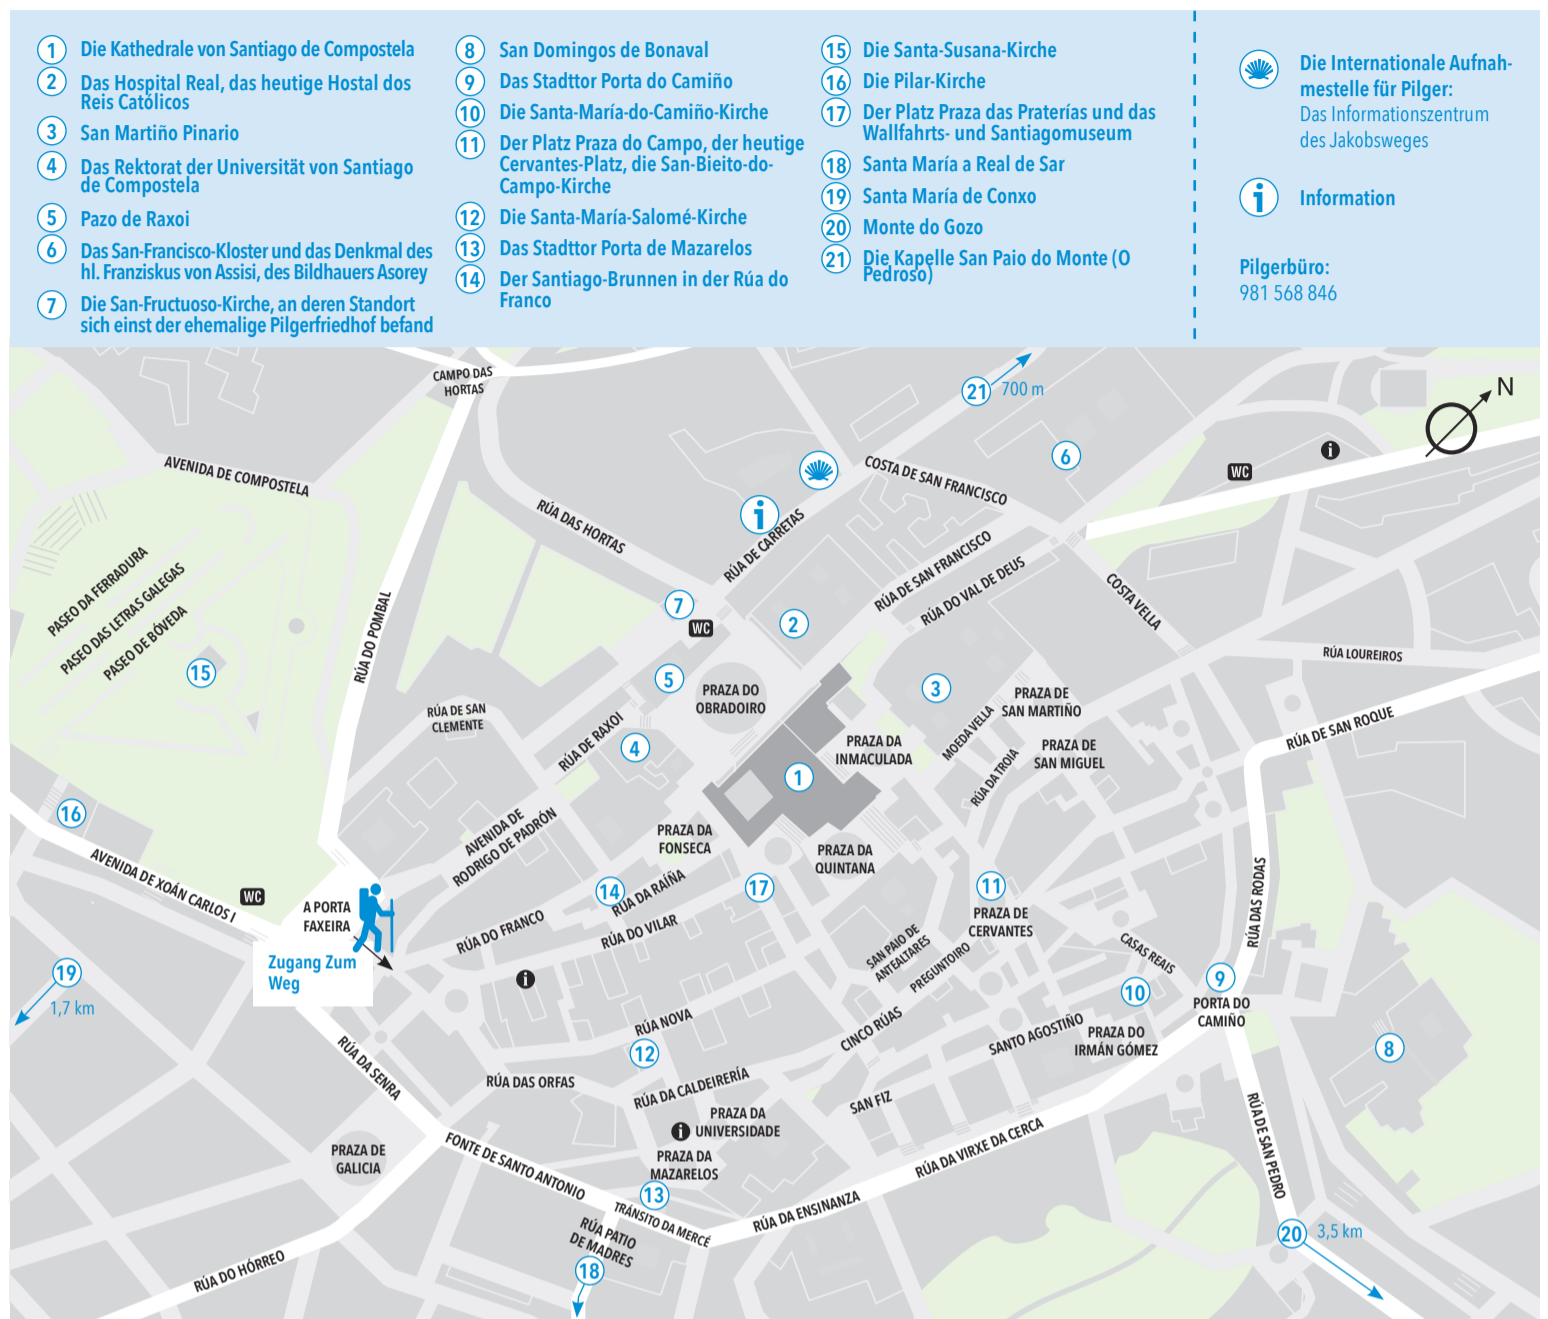 1 Die Kathedrale von Santiago de Compostela
2 Das Hospital Real, das heutige Hostal dos
Reis Católicos
3 San Martiño Pinario
4 Das Rektorat der Universität von Santiago
de Compostela
5 Pazo de Raxoi
6 Das San-Francisco-Kloster und das Denkmal des
hl. Franziskus von Assisi, des Bildhauers Asorey
7 Die San-Fructuoso-Kirche, an deren Standort
sich einst der ehemalige Pilgerfriedhof befand
8 San Domingos de Bonaval
9 Das Stadttor Porta do Camiño
10 Die Santa-María-do-Camiño-Kirche
11 Der Platz Praza do Campo, der heutige
Cervantes-Platz, die San-Bieito-do-
Campo-Kirche
12 Die Santa-María-Salomé-Kirche
13 Das Stadttor Porta de Mazarelos
14 Der Santiago-Brunnen in der Rúa do
Franco
15 Die Santa-Susana-Kirche
16 Die Pilar-Kirche
17 Der Platz Praza das Praterías und das
Wallfahrts- und Santiagomuseum
18 Santa María a Real de Sar
19 Santa María de Conxo
20 Monte do Gozo
21 Die Kapelle San Paio do Monte (O
Pedroso)
Die Internationale Aufnah-
mestelle für Pilger:
Das Informationszentrum
des Jakobsweges
i Information
Pilgerbüro:
981 568 846
CAMPO DAS
HORTAS
21 700 m
N
6
i
WC
AVENIDA DE COMPOSTELA
COSTA DE SAN FRANCISCO
RÚA DAS HORTAS
i
RÚA DE CARRETAS
RÚA DE SAN FRANCISCO
RÚA DO VAL DE DEUS
COSTA VELLA
PASEO DA FERRADURA
PASEO DAS LETRAS GALEGAS
PASEO DE BÓVEDA
RÚA DO POMBAL
7
WC
2
15
5
PRAZA DO
OBRADOIRO
3
RÚA LOUREIROS
PRAZA DE
SAN MARTIÑO
RÚA DE SAN
CLEMENTE
RÚA DE RAXOI
4
PRAZA DA
INMACULADA
MOEDA VELLA
PRAZA DE
SAN MIGUEL
RÚA DE SAN ROQUE
RÚA DA TROIA
1
16
AVENIDA DE
RODRIGO DE PADRÓN
PRAZA DA
FONSECA
PRAZA DA
QUINTANA
AVENIDA DE XOÁN CARLOS I
WC
A PORTA
FAXEIRA
14
RÚA DA RAÍÑA
17
11
PRAZA DE
CERVANTES
RÚA DAS RODAS
RÚA DO FRANCO
RÚA DO VILAR
SAN PAIO DE
ANTEALTARES
PREGUNTOIRO
CASAS REAIS
Zugang Zum
Weg
19
1,7 km
i
10
9
PORTA DO
CAMIÑO
RÚA NOVA
CINCO RÚAS
SANTO AGOSTIÑO
PRAZA DO
IRMÁN GÓMEZ
8
12
RÚA DA SENRA
RÚA DAS ORFAS
RÚA DA CALDEIRERÍA
SAN FIZ
PRAZA DA
UNIVERSIDADE
i
RÚA DE SAN PEDRO
PRAZA DE
GALICIA
FONTE DE SANTO ANTONIO
PRAZA DA
MAZARELOS
RÚA DA VIRXE DA CERCA
13
RÚA DA ENSINANZA
TRÁNSITO DA MERCÉ
RÚA PATIO
DE MADRES
20 3,5 km
18
RÚA DO HÓRREO